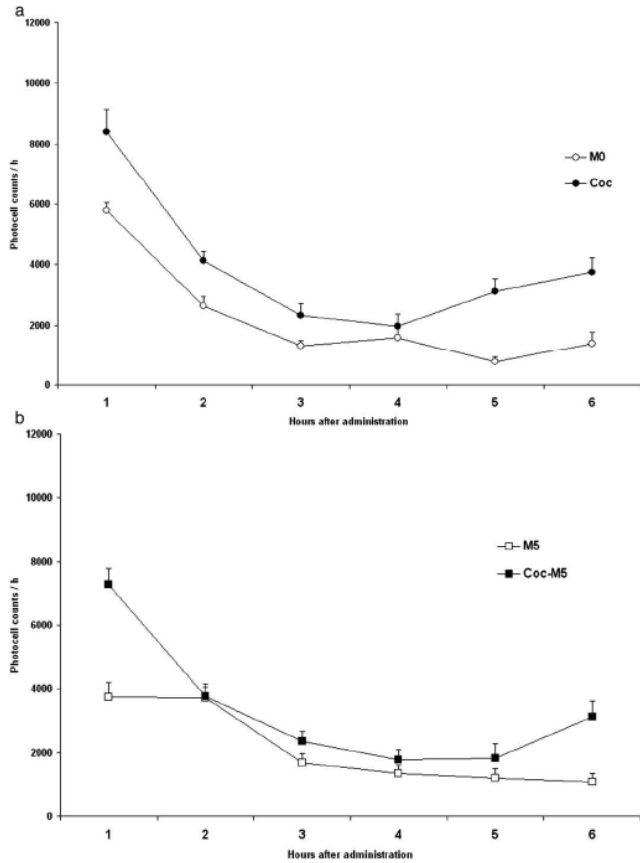 a
12000
10000
8000
6000
4000
2000
0
Photocell counts / h
M0
Coc
1 2 3 4 5 6
Hours after administration
b
12000
10000
8000
6000
4000
2000
0
Photocell counts / h
M5
Coc-M5
1 2 3 4 5 6
Hours after administration